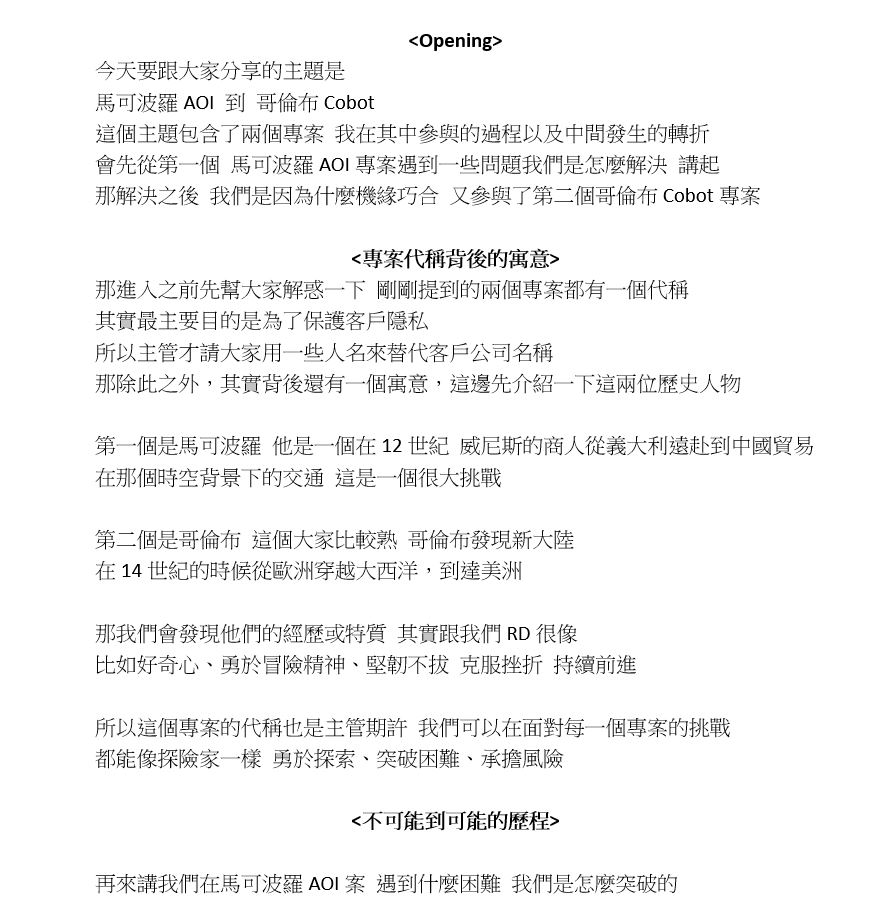 <Opening>
今天要跟大家分享的主題是
馬可波羅 AOI 到 哥倫布 Cobot
這個主題包含了兩個專案 我在其中參與的過程以及中間發生的轉折
會先從第一個 馬可波羅 AOI 專案遇到一些問題我們是怎麼解決 講起
那解決之後 我們是因為什麼機緣巧合 又參與了第二個哥倫布 Cobot 專案
<專案代稱背後的寓意>
那進入之前先幫大家解惑一下 剛剛提到的兩個專案都有一個代稱
其實最主要目的是為了保護客戶隱私
所以主管才請大家用一些人名來替代客戶公司名稱
那除此之外，其實背後還有一個寓意，這邊先介紹一下這兩位歷史人物
第一個是馬可波羅 他是一個在 12 世紀 威尼斯的商人從義大利遠赴到中國貿易
在那個時空背景下的交通 這是一個很大挑戰
第二個是哥倫布 這個大家比較熟 哥倫布發現新大陸
在 14 世紀的時候從歐洲穿越大西洋，到達美洲
那我們會發現他們的經歷或特質 其實跟我們 RD 很像
比如好奇心、勇於冒險精神、堅韌不拔 克服挫折 持續前進
所以這個專案的代稱也是主管期許 我們可以在面對每一個專案的挑戰
都能像探險家一樣 勇於探索、突破困難、承擔風險
<不可能到可能的歷程>
再來講我們在馬可波羅 AOI 案 遇到什麼困難 我們是怎麼突破的